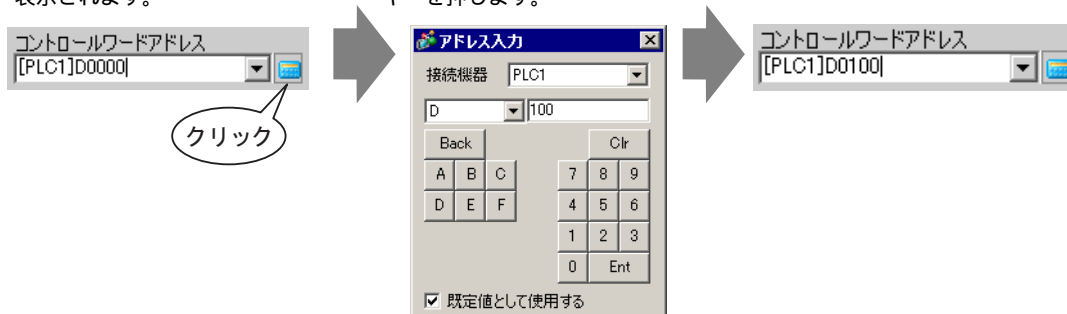 表示されます。
キーを押します。
コントロールワードアドレス
[PLC1]D0000
クリック
アドレス入力
接続機器 PLC1
D 100
Back Clr
A B C 7 8 9
D E F 4 5 6
1 2 3
0 Ent
既定値として使用する
コントロールワードアドレス
[PLC1]D0100